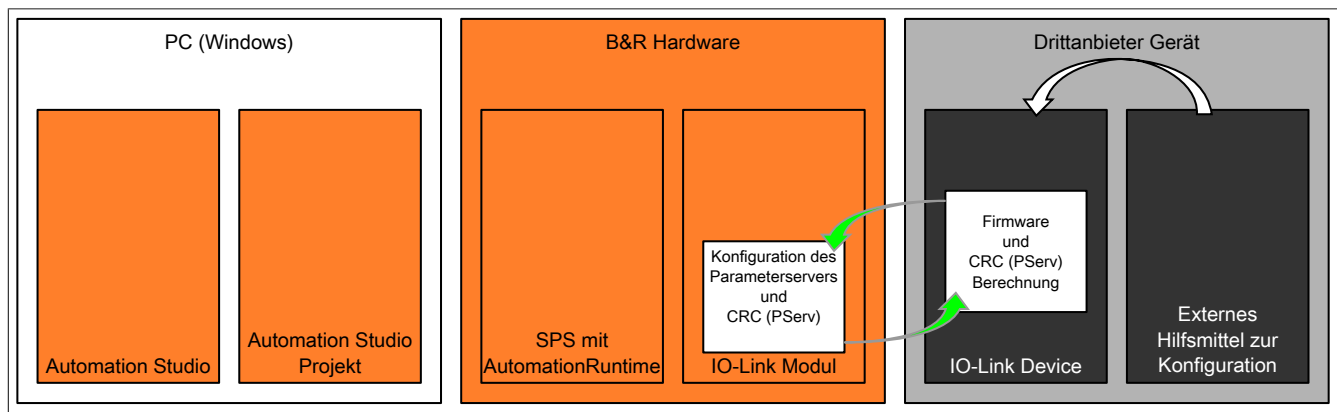 PC (Windows)
Automation Studio
Automation Studio
Projekt
B&R Hardware
SPS mit
AutomationRuntime
Konfiguration des
Parameterservers
und
CRC (PServ)
IO-Link Modul
Drittanbieter Gerät
Firmware
und
CRC (PServ)
Berechnung
IO-Link Device
Externes
Hilfsmittel zur
Konfiguration